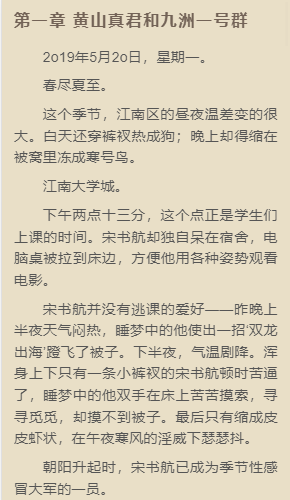 第一章 黄山真君和九洲一号群
2o19年5月2o日，星期一。
春尽夏至。
这个季节，江南区的昼夜温差变的很
大。白天还穿裤衩热成狗；晚上却得缩在
被窝里冻成寒号鸟。
江南大学城。
下午两点十三分，这个点正是学生们
上课的时间。宋书航却独自呆在宿舍，电
脑桌被拉到床边，方便他用各种姿势观看
电影。
宋书航并没有逃课的爱好——昨晚上
半夜天气闷热，睡梦中的他使出一招‘双龙
出海’蹬飞了被子。下半夜，气温剧降。浑
身上下只有一条小裤衩的宋书航顿时苦逼
了，睡梦中的他双手在床上苦苦摸索，寻
寻觅觅，却摸不到被子。最后只有缩成皮
皮虾状，在午夜寒风的淫威下瑟瑟抖。
朝阳升起时，宋书航已成为季节性感
冒大军的一员。